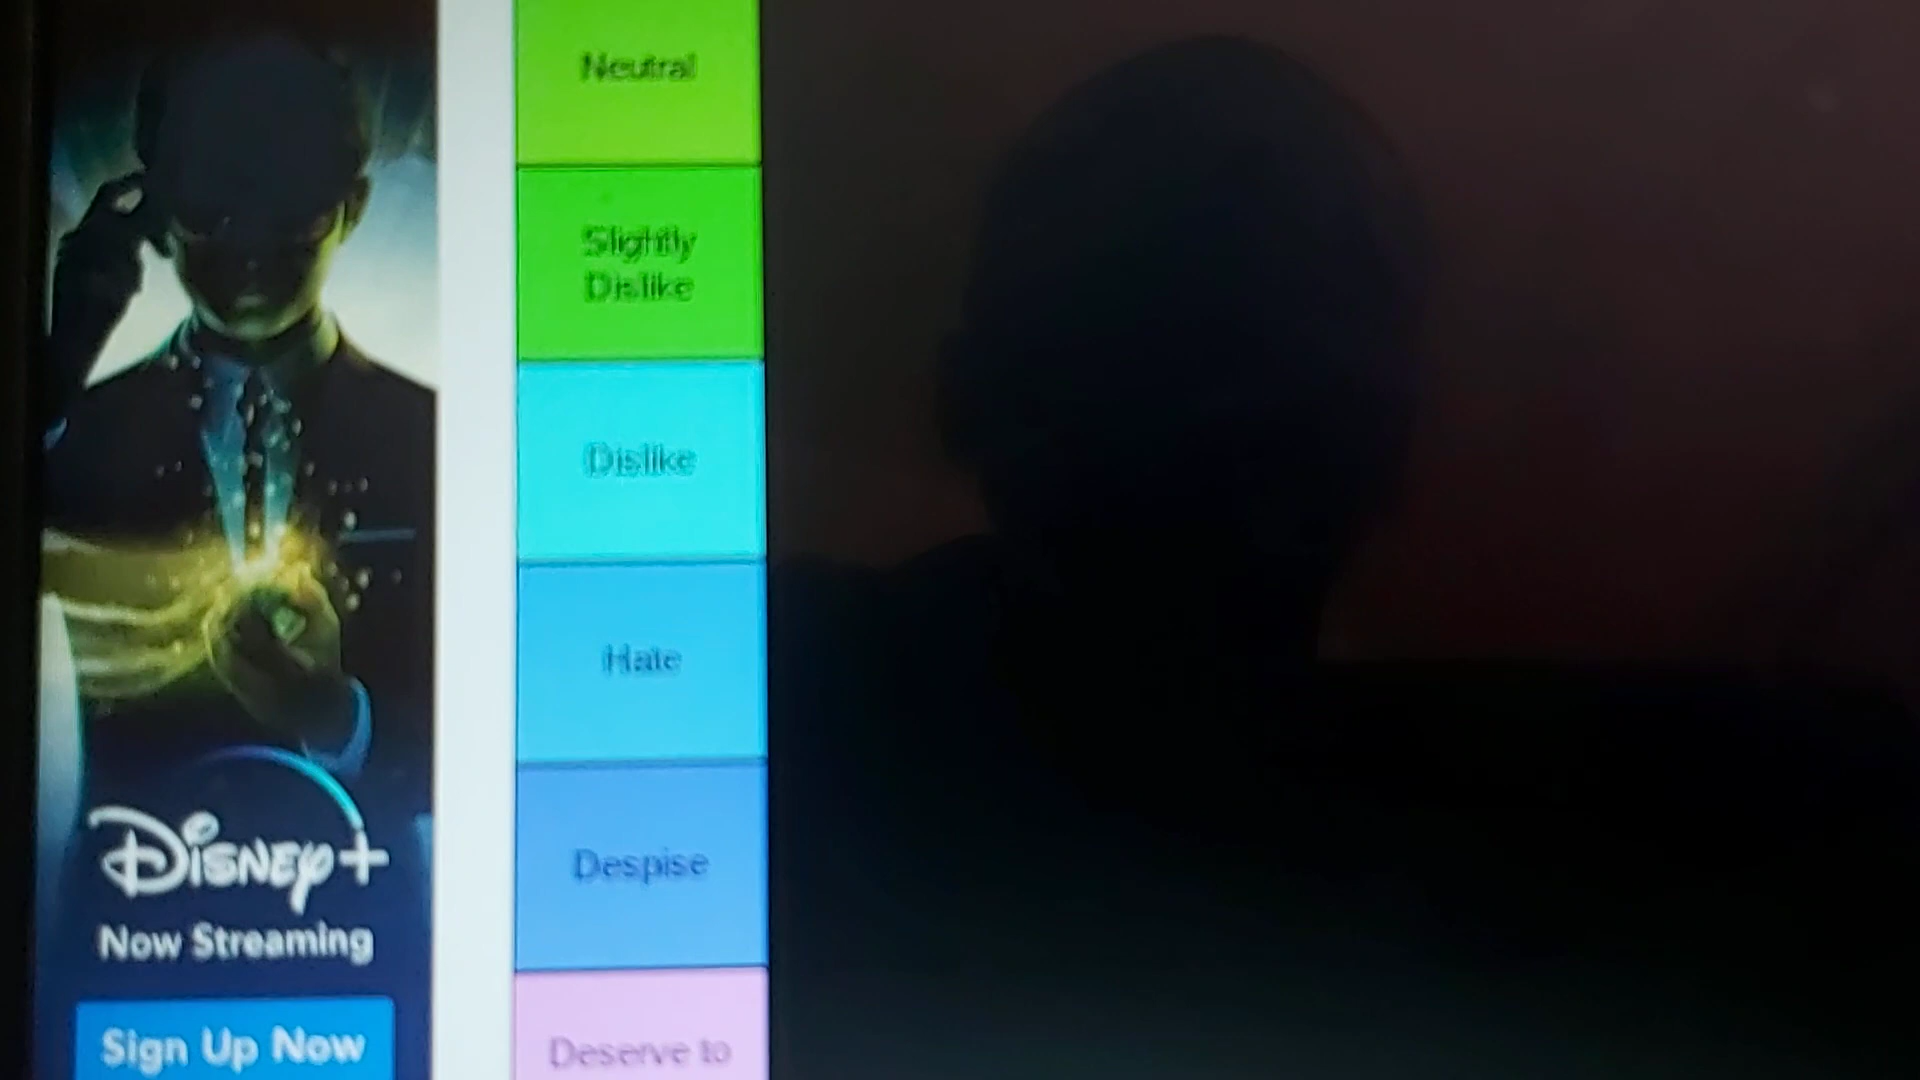 Disney+
Now Streaming
Sign Up Now
Neutral
Slightly
Dislike
Dislike
Hate
Despise
Deserve to